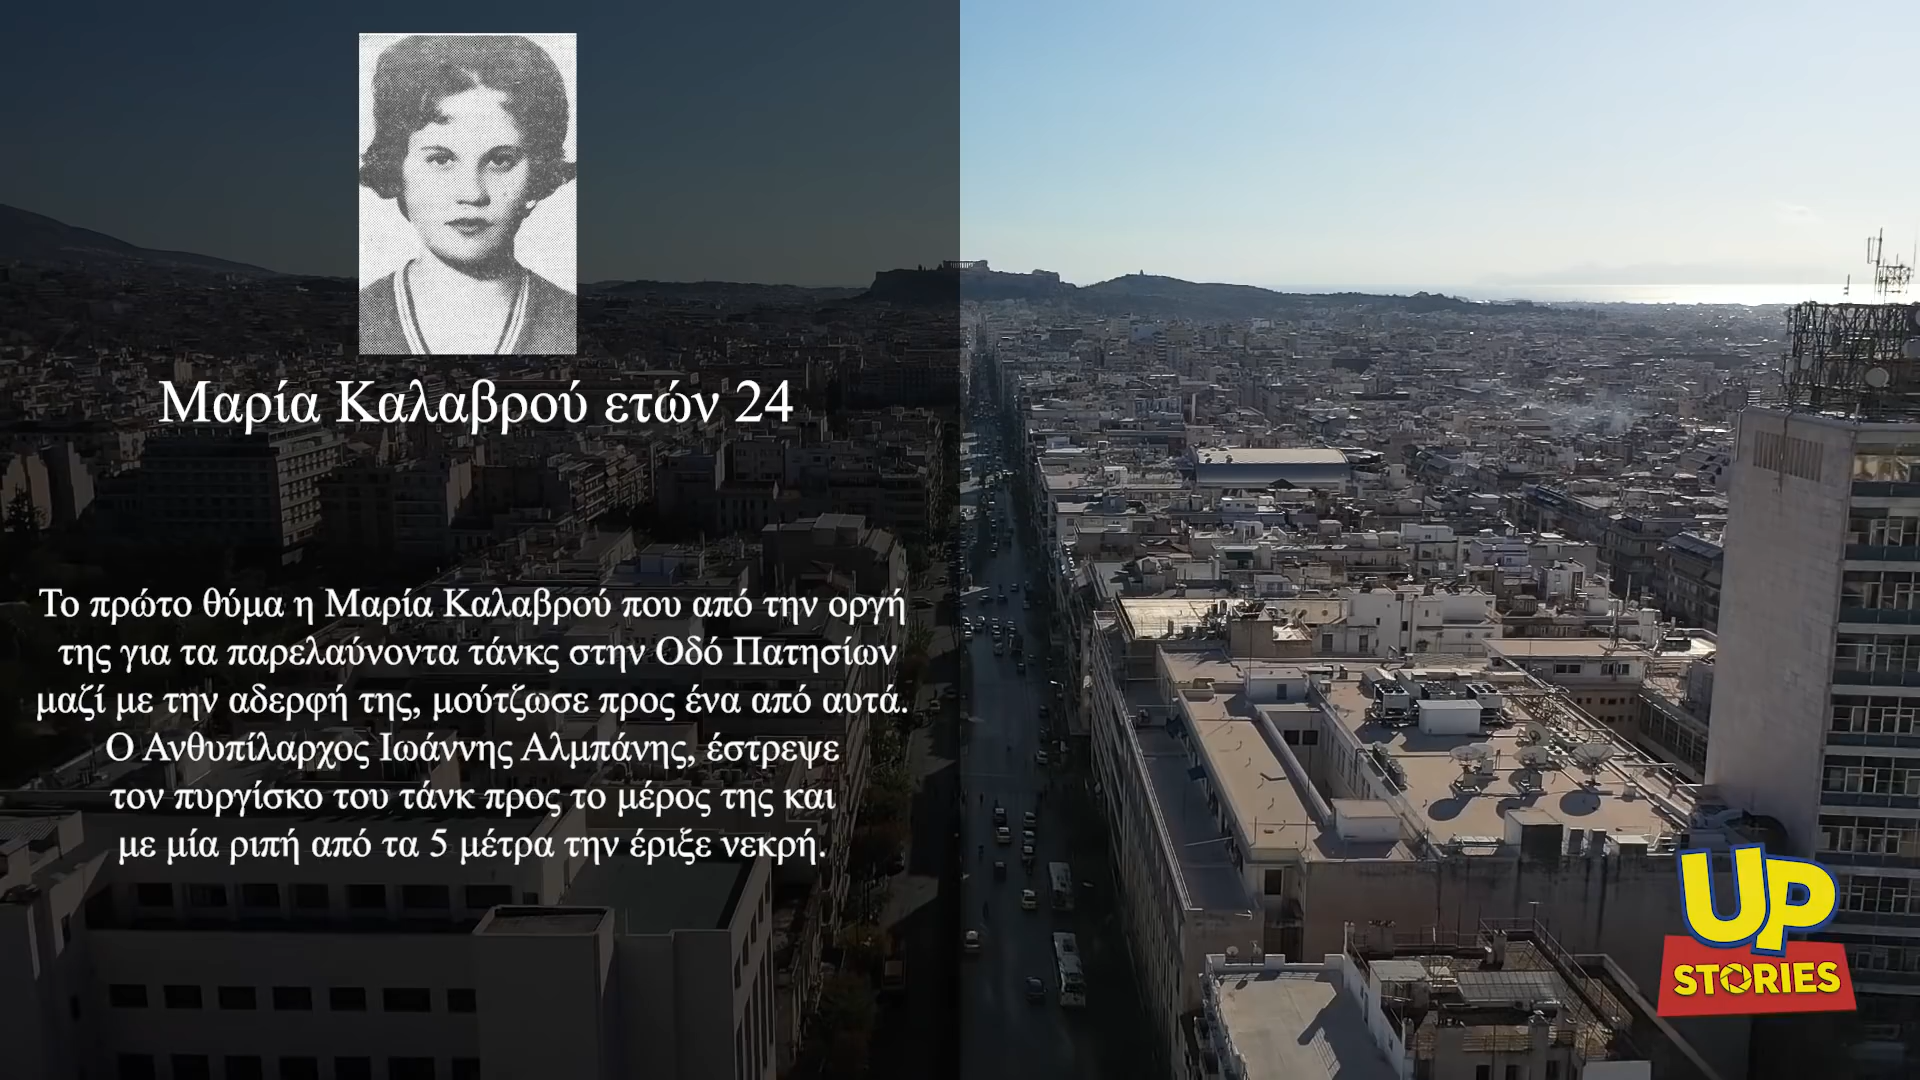 Μαρία Καλαβρού ετών 24
Το πρώτο θύμα η Μαρία Καλαβρού που από την οργή
της για τα παρελαύνοντα τάνκς στην Οδό Πατησίων
μαζί με την αδερφή της, μούτζωσε προς ένα από αυτά.
Ο Ανθυπίλαρχος Ιωάννης Αλμπάνης, έστρεψε
τον πυργίσκο του τάνκ προς το μέρος της και
με μία ριπή από τα 5 μέτρα την έριξε νεκρή.
UP
STORIES